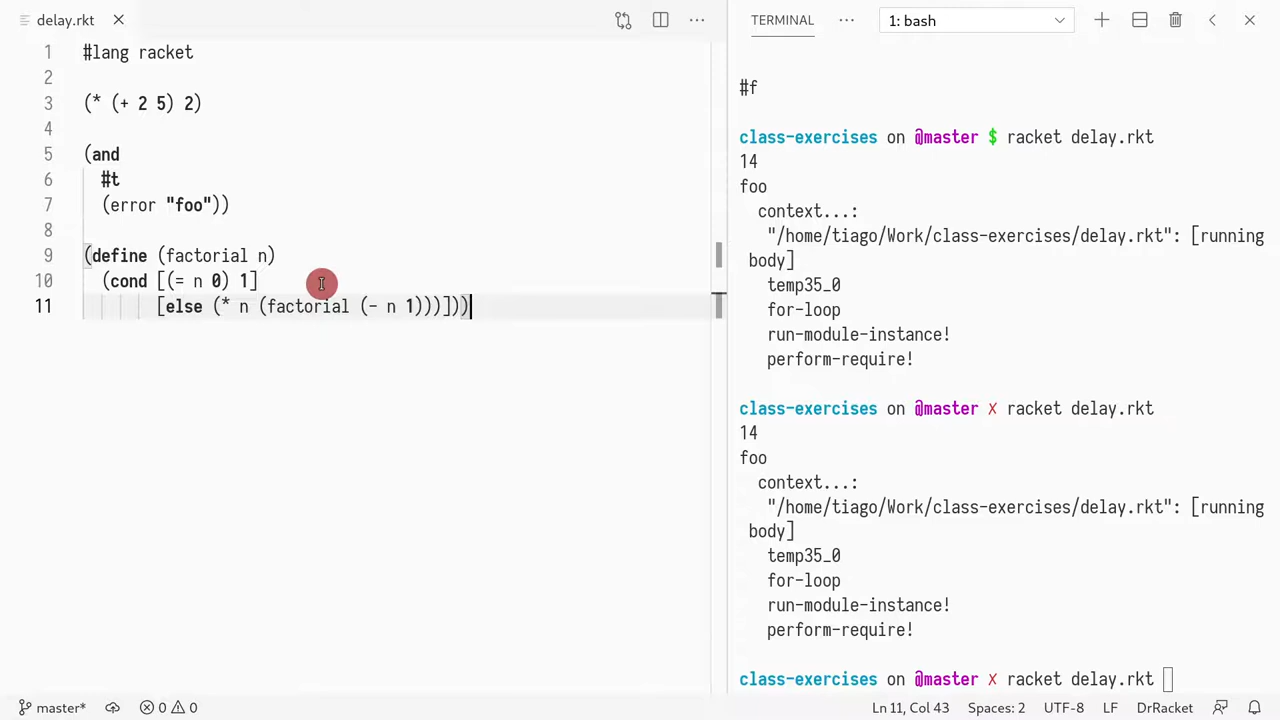 delay.rkt
1 #lang racket
2
3 (* (+ 2 5) 2)
4
5 (and
6   #t
7   (error "foo"))
8
9 (define (factorial n)
10   (cond [(= n 0) 1]
11         [else (* n (factorial (- n 1)))]))
TERMINAL
1: bash
#f
class-exercises on @master $ racket delay.rkt
14
foo
  context...:
   "/home/tiago/Work/class-exercises/delay.rkt": [running
 body]
   temp35_0
   for-loop
   run-module-instance!
   perform-require!
class-exercises on @master ✗ racket delay.rkt
14
foo
  context...:
   "/home/tiago/Work/class-exercises/delay.rkt": [running
 body]
   temp35_0
   for-loop
   run-module-instance!
   perform-require!
class-exercises on @master ✗ racket delay.rkt
master* 0 0 Ln 11, Col 43 Spaces: 2 UTF-8 LF DrRacket